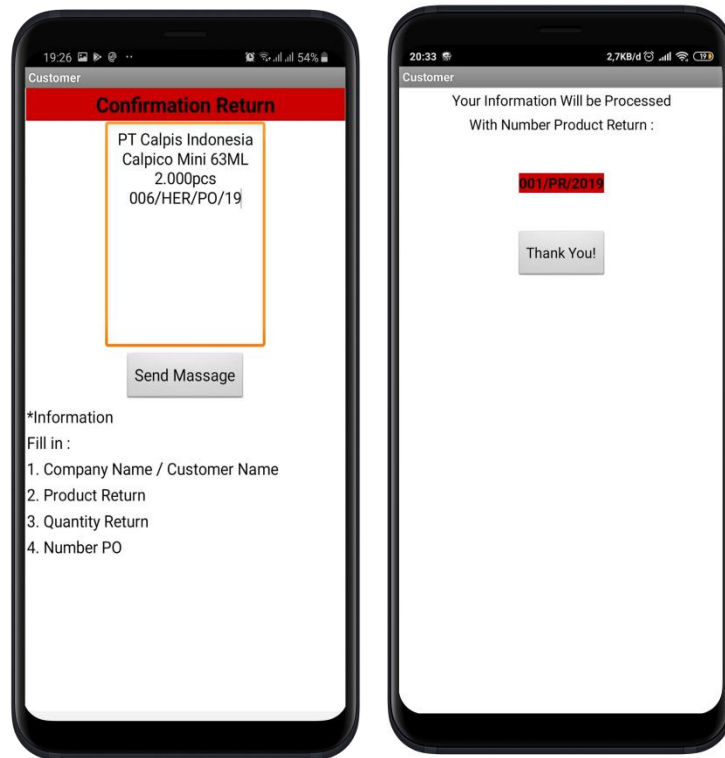 19:26 54%
Customer
Confirmation Return
PT Calpis Indonesia
Calpico Mini 63ML
2.000pcs
006/HER/PO/19
Send Massage
*Information
Fill in :
1. Company Name / Customer Name
2. Product Return
3. Quantity Return
4. Number PO
20:33 2,7KB/d 19
Customer
Your Information Will be Processed
With Number Product Return :
001/PR/2019
Thank You!